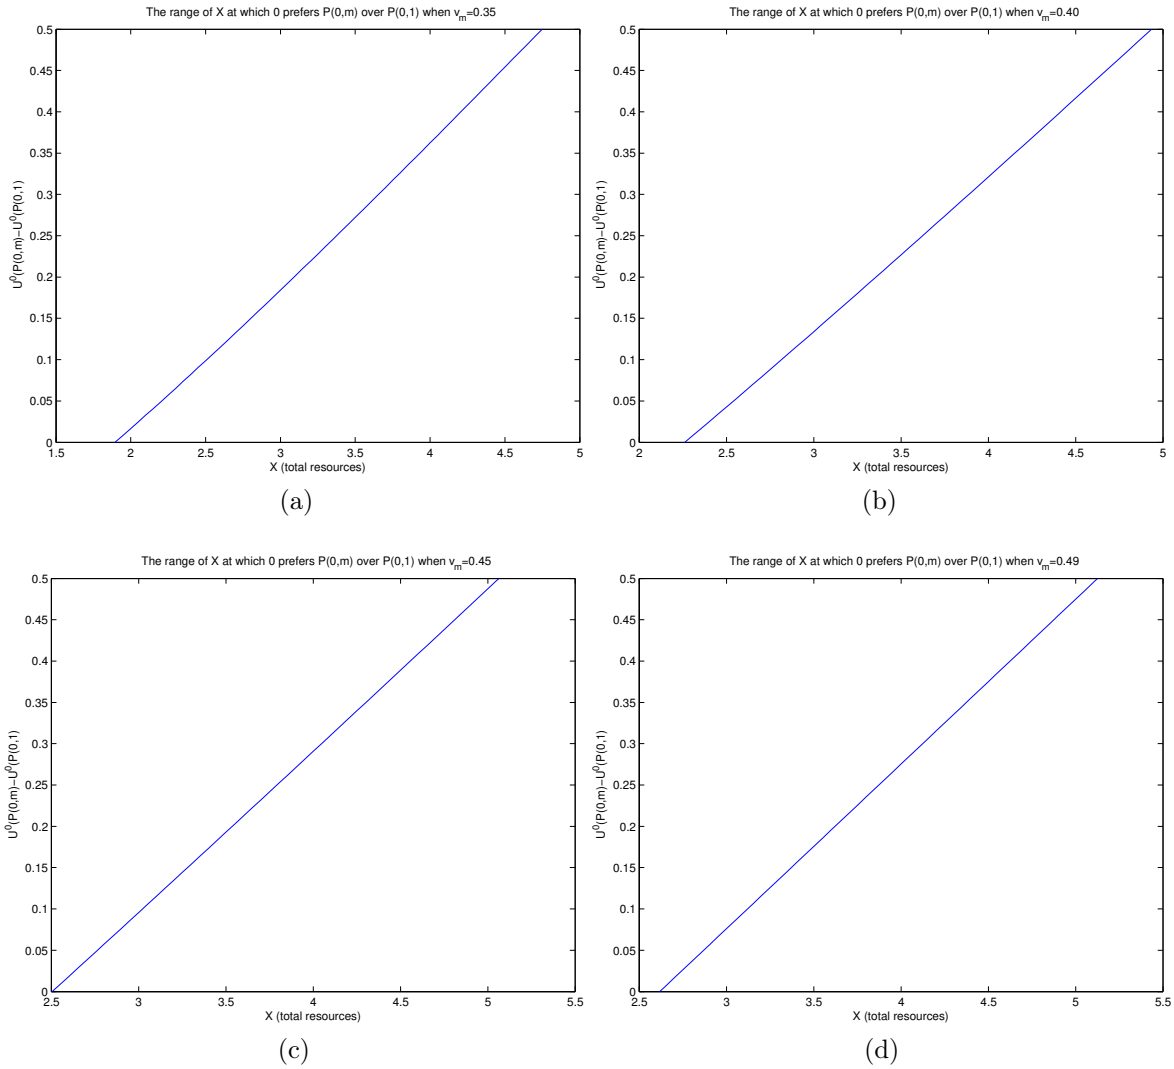 The range of X at which 0 prefers P(0,m) over P(0,1) when v_m=0.35
0.5
0.45
0.4
0.35
0.3
0.25
0.2
0.15
0.1
0.05
0
U^0(P(0,m)−U^0(P(0,1)
1.5 2 2.5 3 3.5 4 4.5 5
X (total resources)
(a)
The range of X at which 0 prefers P(0,m) over P(0,1) when v_m=0.40
0.5
0.45
0.4
0.35
0.3
0.25
0.2
0.15
0.1
0.05
0
U^0(P(0,m)−U^0(P(0,1)
2 2.5 3 3.5 4 4.5 5
X (total resources)
(b)
The range of X at which 0 prefers P(0,m) over P(0,1) when v_m=0.45
0.5
0.45
0.4
0.35
0.3
0.25
0.2
0.15
0.1
0.05
0
U^0(P(0,m)−U^0(P(0,1)
2.5 3 3.5 4 4.5 5 5.5
X (total resources)
(c)
The range of X at which 0 prefers P(0,m) over P(0,1) when v_m=0.49
0.5
0.45
0.4
0.35
0.3
0.25
0.2
0.15
0.1
0.05
0
U^0(P(0,m)−U^0(P(0,1)
2.5 3 3.5 4 4.5 5 5.5
X (total resources)
(d)